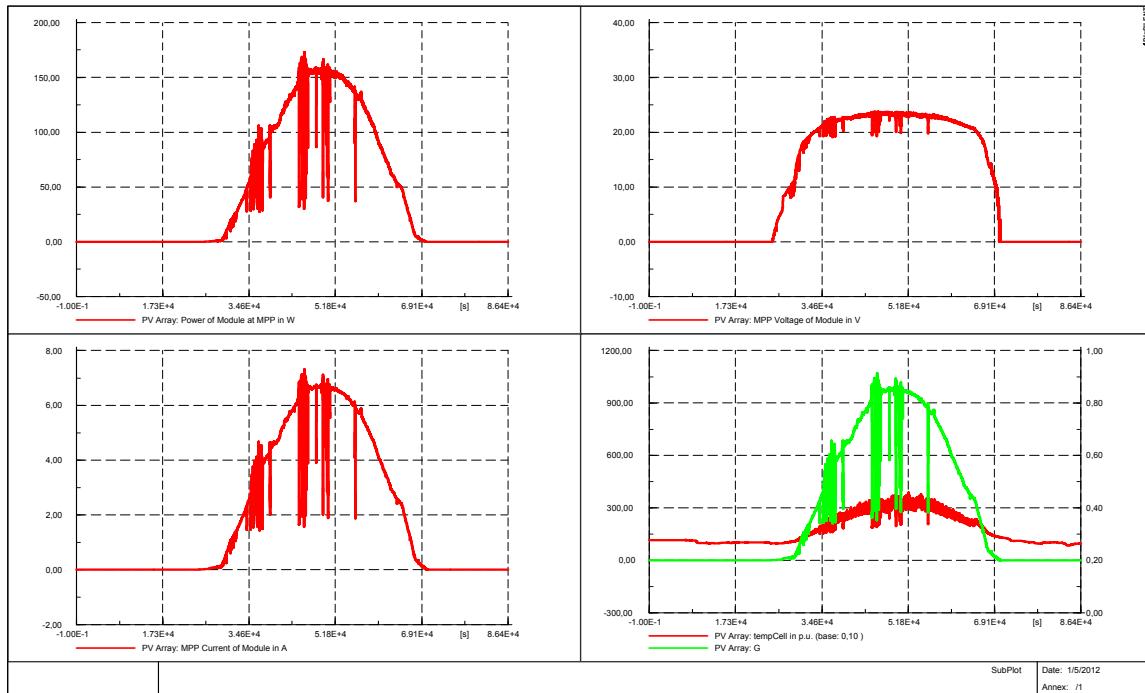 200,00
150,00
100,00
50,00
0,00
-50,00
-1.00E-1 1.73E+4 3.46E+4 5.18E+4 6.91E+4 [s] 8.64E+4
PV Array: Power of Module at MPP in W
40,00
30,00
20,00
10,00
0,00
-10,00
-1.00E-1 1.73E+4 3.46E+4 5.18E+4 6.91E+4 [s] 8.64E+4
PV Array: MPP Voltage of Module in V
8,00
6,00
4,00
2,00
0,00
-2,00
-1.00E-1 1.73E+4 3.46E+4 5.18E+4 6.91E+4 [s] 8.64E+4
PV Array: MPP Current of Module in A
1200,00 1,00
900,00 0,80
600,00 0,60
300,00 0,40
0,00 0,20
-300,00 0,00
-1.00E-1 1.73E+4 3.46E+4 5.18E+4 6.91E+4 [s] 8.64E+4
PV Array: tempCell in p.u. (base: 0,10 )
PV Array: G
SubPlot
Date: 1/5/2012
Annex: /1